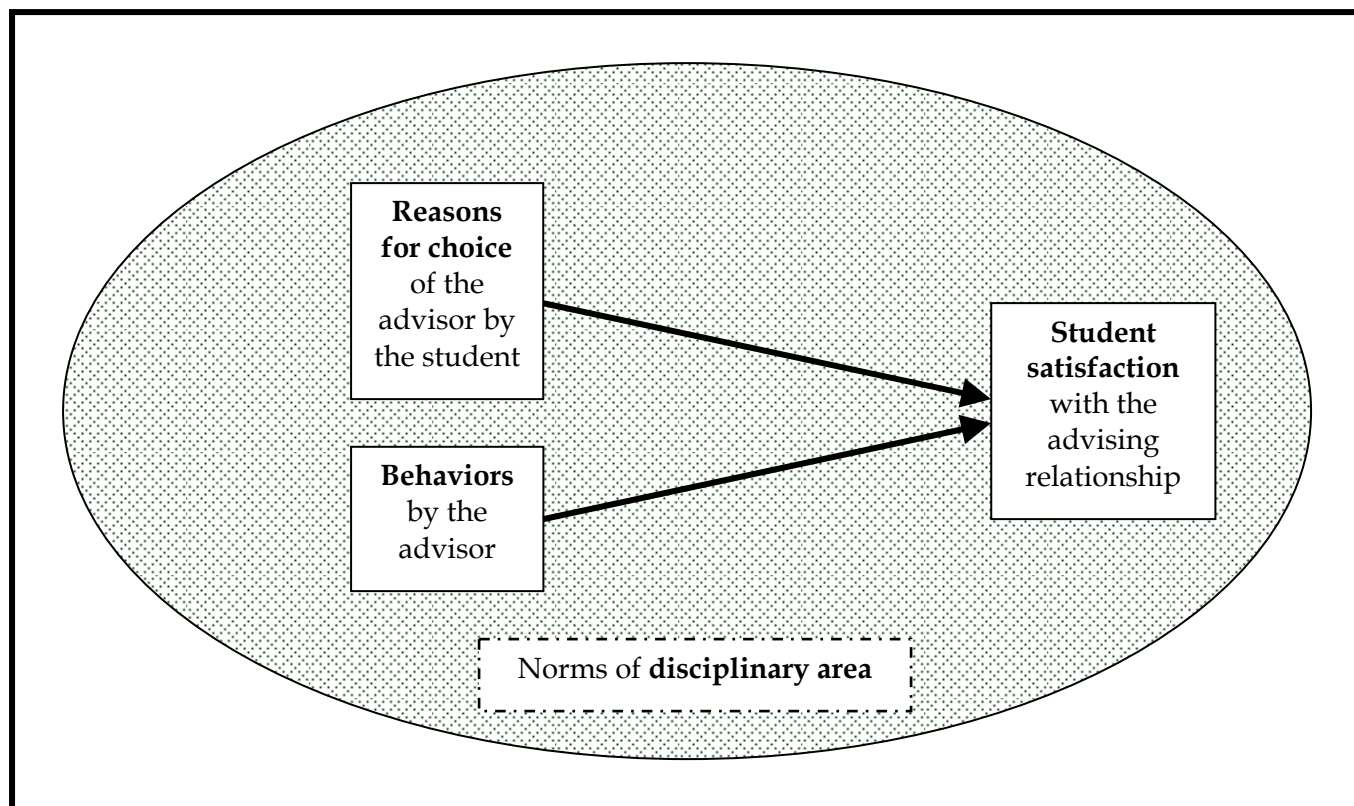 Reasons
for choice
of the
advisor by
the student
Behaviors
by the
advisor
Student
satisfaction
with the
advising
relationship
Norms of disciplinary area